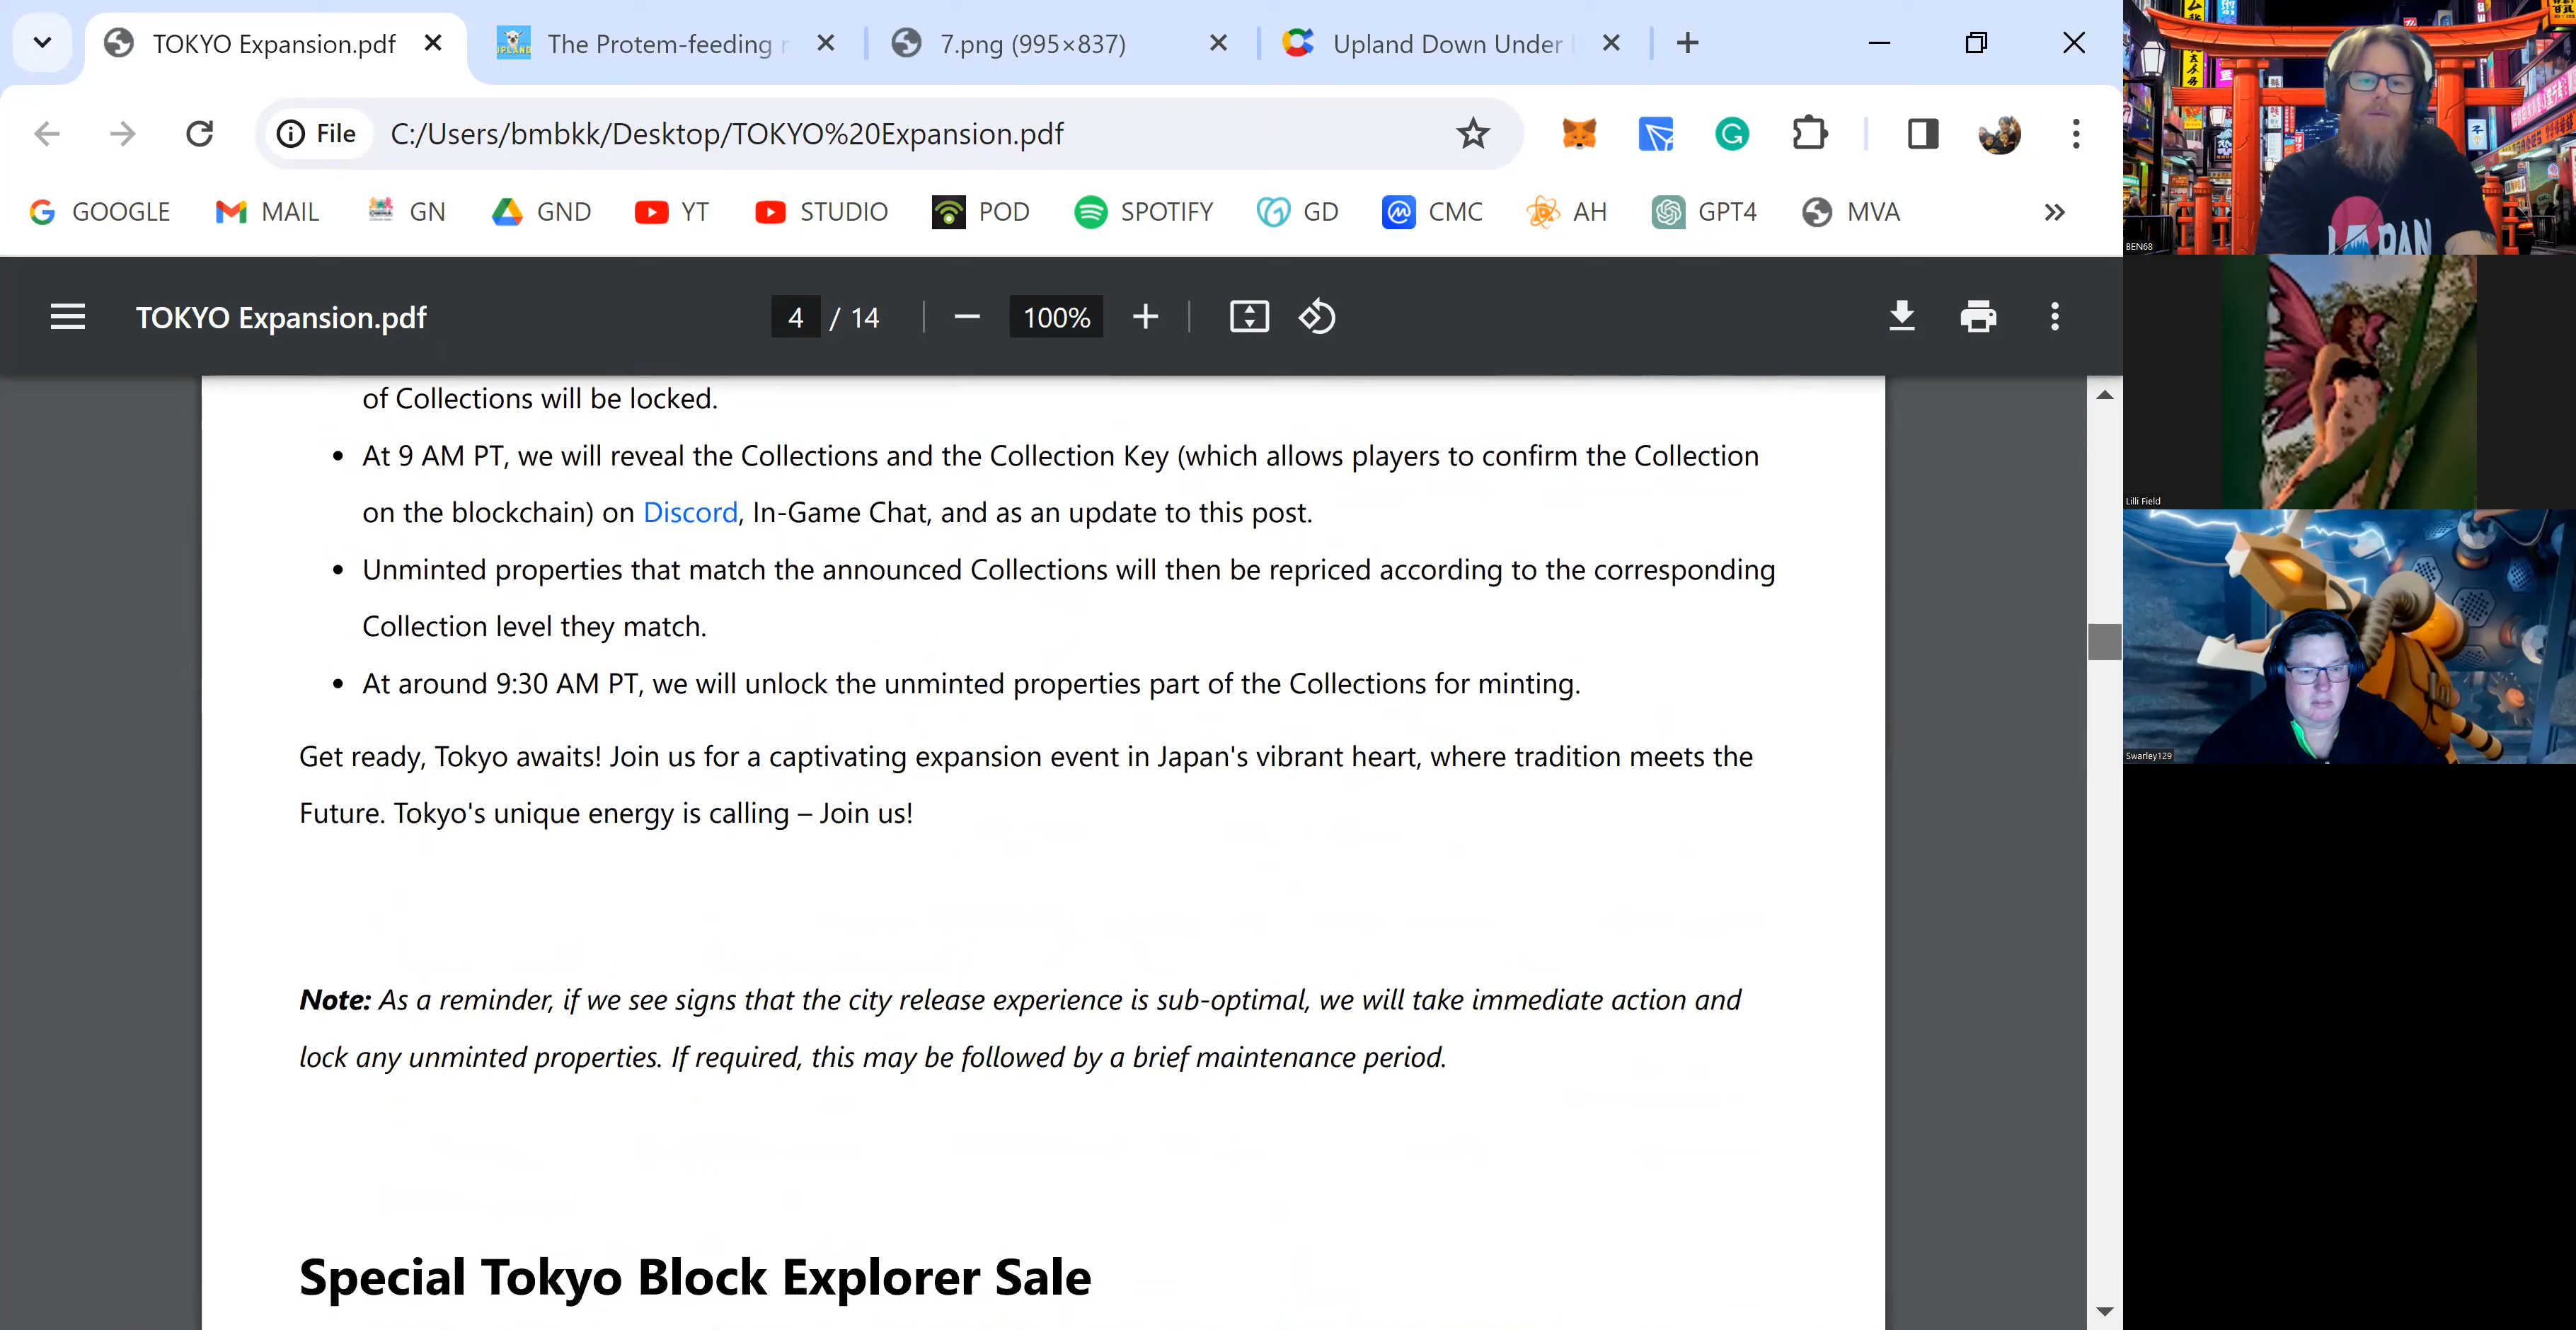 TOKYO Expansion.pdf
The Protem-feeding
7.png (995×837)
Upland Down Under
File
C:/Users/bmbkk/Desktop/TOKYO%20Expansion.pdf
GOOGLE
MAIL
GN
GND
YT
STUDIO
POD
SPOTIFY
GD
CMC
AH
GPT4
MVA
TOKYO Expansion.pdf
4 / 14
100%
of Collections will be locked.
• At 9 AM PT, we will reveal the Collections and the Collection Key (which allows players to confirm the Collection
on the blockchain) on Discord, In-Game Chat, and as an update to this post.
• Unminted properties that match the announced Collections will then be repriced according to the corresponding
Collection level they match.
• At around 9:30 AM PT, we will unlock the unminted properties part of the Collections for minting.
Get ready, Tokyo awaits! Join us for a captivating expansion event in Japan's vibrant heart, where tradition meets the
Future. Tokyo's unique energy is calling – Join us!
Note: As a reminder, if we see signs that the city release experience is sub-optimal, we will take immediate action and
lock any unminted properties. If required, this may be followed by a brief maintenance period.
Special Tokyo Block Explorer Sale
BEN68
Lilli Field
Swarley129